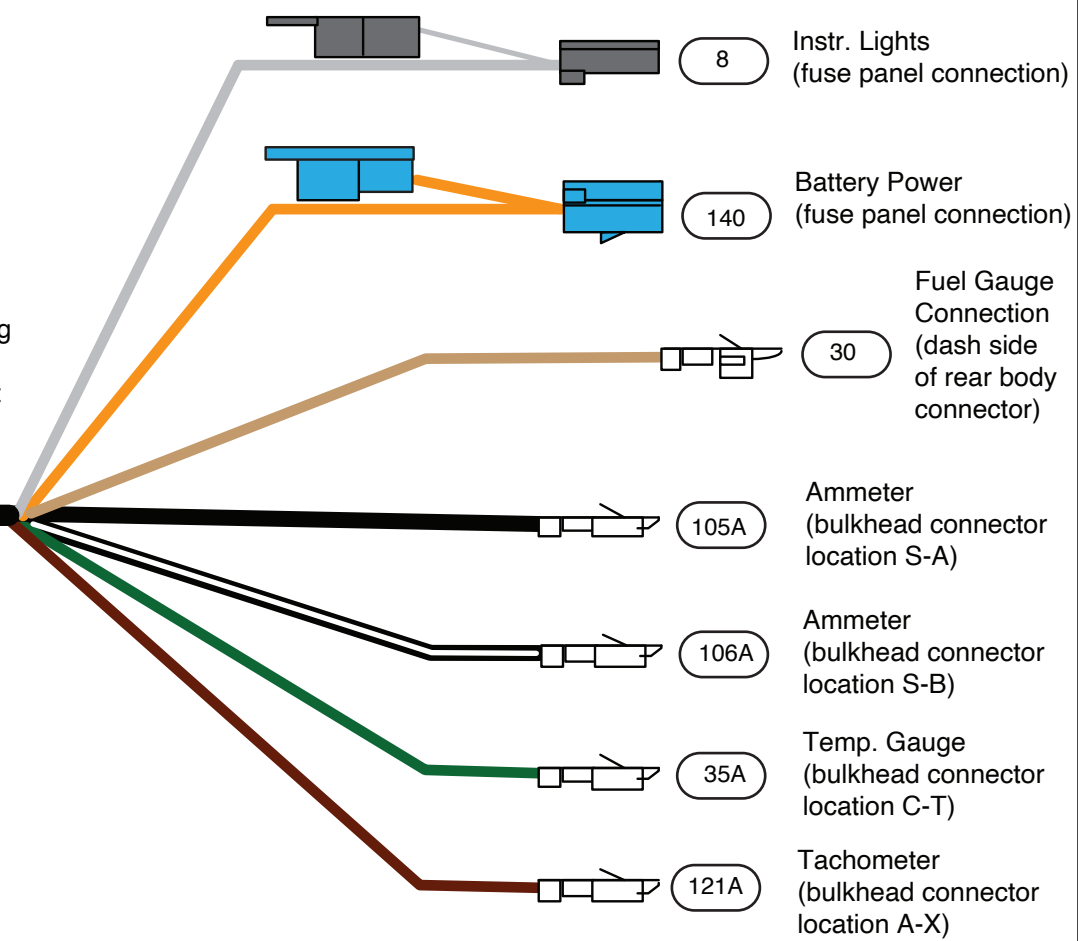 8
Instr. Lights
(fuse panel connection)
140
Battery Power
(fuse panel connection)
g
30
Fuel Gauge
Connection
(dash side
of rear body
connector)
105A
Ammeter
(bulkhead connector
location S-A)
106A
Ammeter
(bulkhead connector
location S-B)
35A
Temp. Gauge
(bulkhead connector
location C-T)
121A
Tachometer
(bulkhead connector
location A-X)